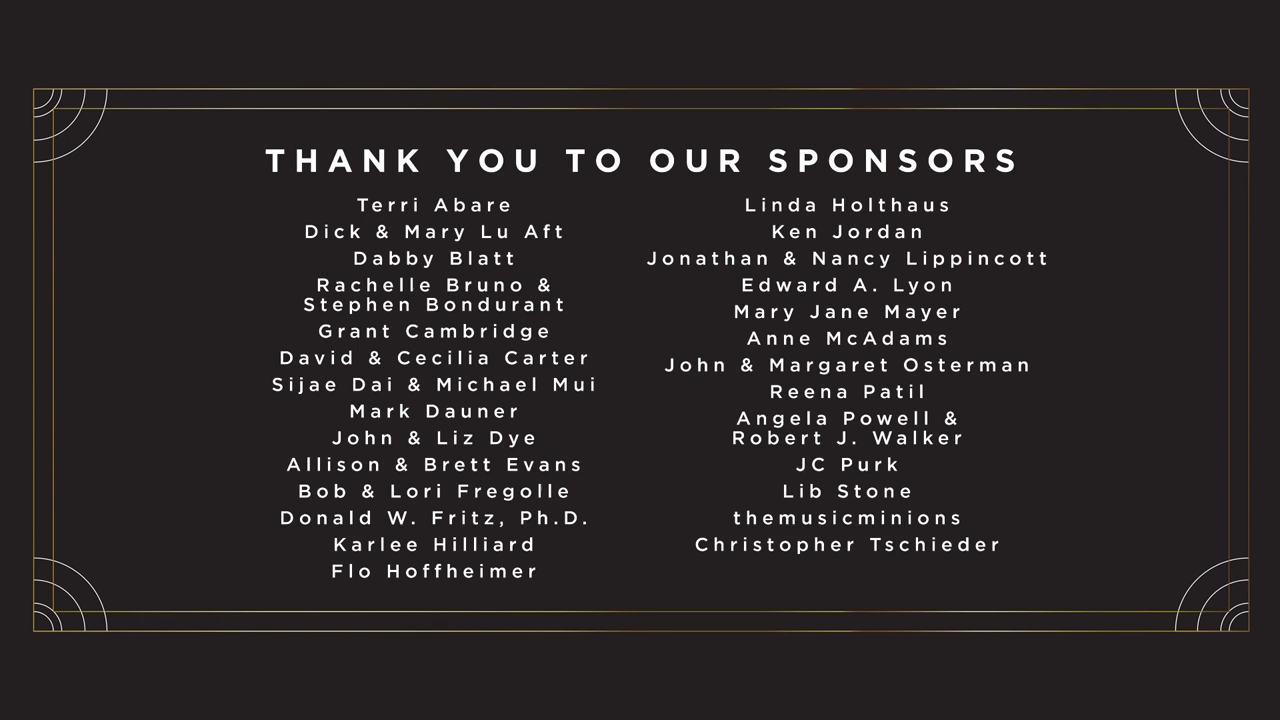 THANK YOU TO OUR SPONSORS
Terri Abare
Dick & Mary Lu Aft
Dabby Blatt
Rachelle Bruno &
Stephen Bondurant
Grant Cambridge
David & Cecilia Carter
Sijae Dai & Michael Mui
Mark Dauner
John & Liz Dye
Allison & Brett Evans
Bob & Lori Fregolle
Donald W. Fritz, Ph.D.
Karlee Hilliard
Flo Hoffheimer
Linda Holthaus
Ken Jordan
Jonathan & Nancy Lippincott
Edward A. Lyon
Mary Jane Mayer
Anne McAdams
John & Margaret Osterman
Reena Patil
Angela Powell &
Robert J. Walker
JC Purk
Lib Stone
themusicminions
Christopher Tschieder